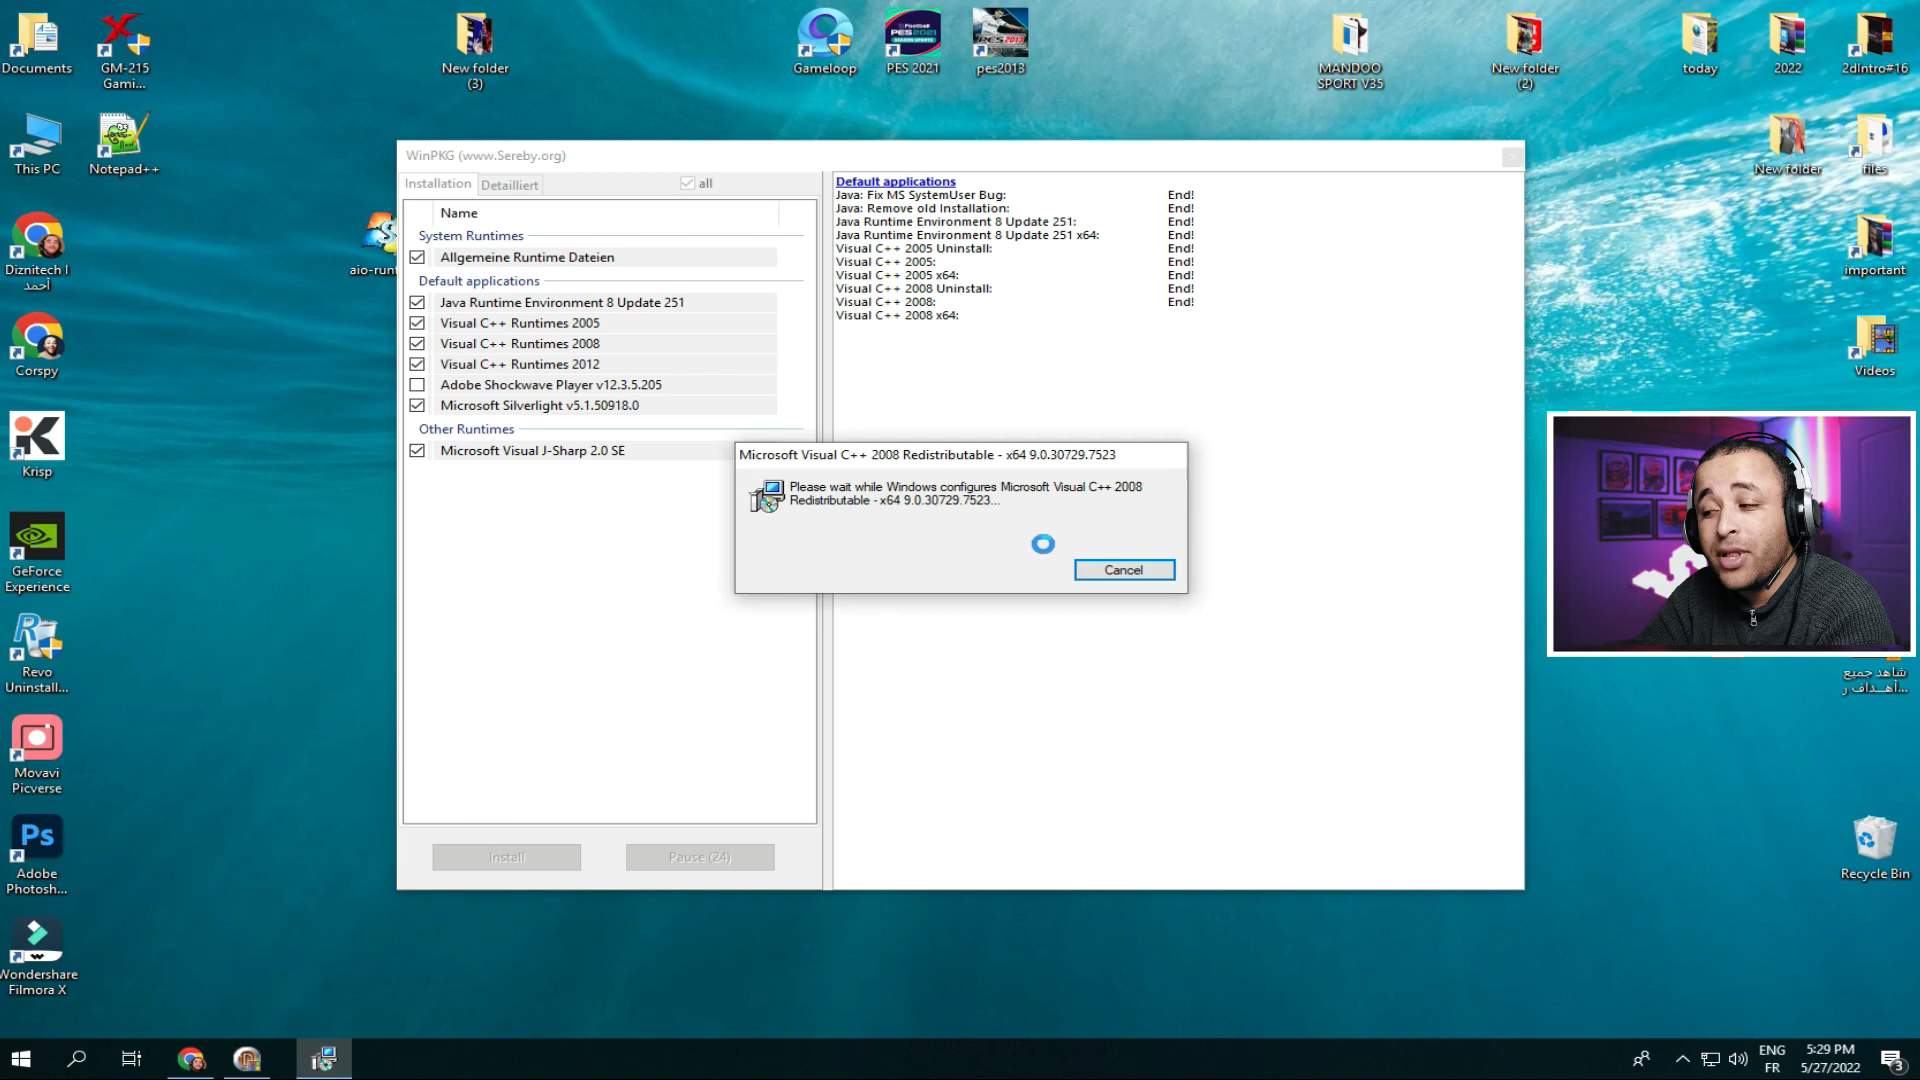 Documents
GM-215
Gami...
New folder
(3)
Gameloop
PES 2021
pes2013
MANDOO
SPORT V35
New folder
(2)
today
2022
2dIntro#16
This PC
Notepad++
New folder
files
Diznitech l
أحمد
aio-runt
important
Corspy
Videos
Krisp
GeForce
Experience
Revo
Uninstall...
Movavi
Picverse
Ps
Adobe
Photosh...
Wondershare
Filmora X
شاهد جميع
أهـــداف ر...
Recycle Bin
WinPKG (www.Sereby.org)
Installation
Detailliert
all
Name
System Runtimes
Allgemeine Runtime Dateien
Default applications
Java Runtime Environment 8 Update 251
Visual C++ Runtimes 2005
Visual C++ Runtimes 2008
Visual C++ Runtimes 2012
Adobe Shockwave Player v12.3.5.205
Microsoft Silverlight v5.1.50918.0
Other Runtimes
Microsoft Visual J-Sharp 2.0 SE
Install
Pause (24)
Default applications
Java: Fix MS SystemUser Bug: End!
Java: Remove old Installation: End!
Java Runtime Environment 8 Update 251: End!
Java Runtime Environment 8 Update 251 x64: End!
Visual C++ 2005 Uninstall: End!
Visual C++ 2005: End!
Visual C++ 2005 x64: End!
Visual C++ 2008 Uninstall: End!
Visual C++ 2008: End!
Visual C++ 2008 x64:
Microsoft Visual C++ 2008 Redistributable - x64 9.0.30729.7523
Please wait while Windows configures Microsoft Visual C++ 2008
Redistributable - x64 9.0.30729.7523...
Cancel
ENG
FR
5:29 PM
5/27/2022
3